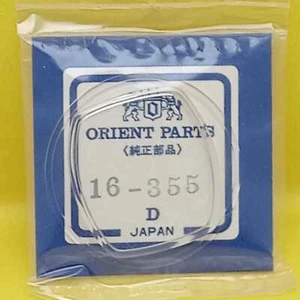 ORIENT PARTS
〈純正部品〉
16-355
D
JAPAN